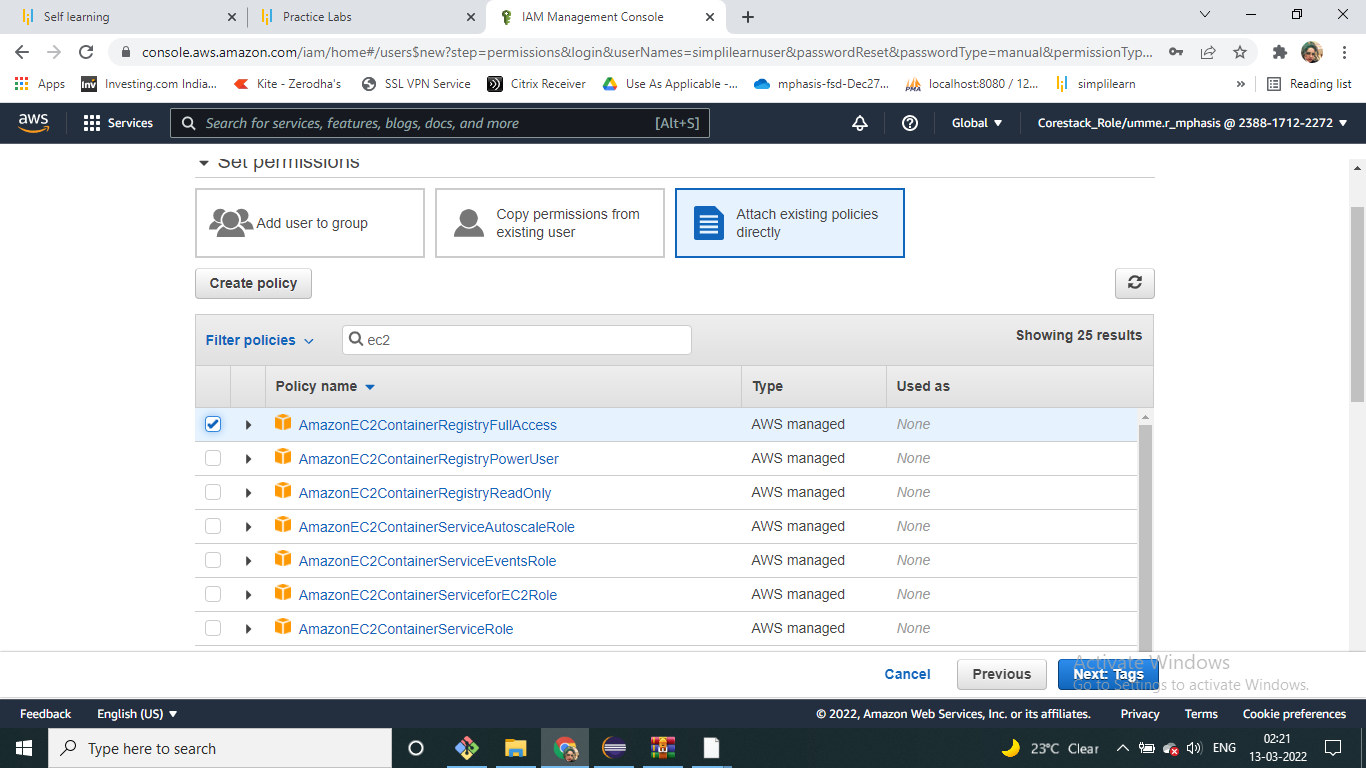 Self learning
Practice Labs
IAM Management Console
console.aws.amazon.com/iam/home#/users$new?step=permissions&login&userNames=simplilearnuser&passwordReset&passwordType=manual&permissionTyp...
Apps
inv Investing.com India...
Kite - Zerodha's
SSL VPN Service
Citrix Receiver
Use As Applicable -...
mphasis-fsd-Dec27...
localhost:8080 / 12...
simplilearn
»
Reading list
aws
Services
Search for services, features, blogs, docs, and more [Alt+S]
Global
Corestack_Role/umme.r_mphasis @ 2388-1712-2272
Set permissions
Add user to group
Copy permissions from
existing user
Attach existing policies
directly
Create policy
Filter policies
ec2
Showing 25 results
Policy name Type Used as
AmazonEC2ContainerRegistryFullAccess AWS managed None
AmazonEC2ContainerRegistryPowerUser AWS managed None
AmazonEC2ContainerRegistryReadOnly AWS managed None
AmazonEC2ContainerServiceAutoscaleRole AWS managed None
AmazonEC2ContainerServiceEventsRole AWS managed None
AmazonEC2ContainerServiceforEC2Role AWS managed None
AmazonEC2ContainerServiceRole AWS managed None
Cancel
Previous
Next: Tags
Activate Windows
Go to Settings to activate Windows.
Feedback
English (US)
© 2022, Amazon Web Services, Inc. or its affiliates.
Privacy
Terms
Cookie preferences
Type here to search
23°C Clear
ENG
02:21
13-03-2022